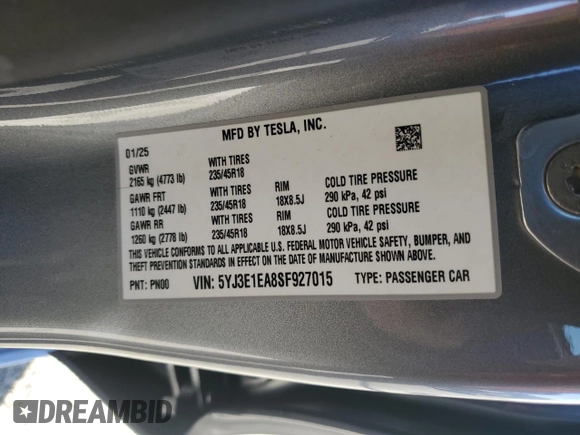 MFD BY TESLA, INC.
01/25
GVWR WITH TIRES
2165 kg (4773 lb) 235/45R18
GAWR FRT WITH TIRES RIM COLD TIRE PRESSURE
1110 kg (2447 lb) 235/45R18 18X8.5J 290 kPa, 42 psi
GAWR RR WITH TIRES RIM COLD TIRE PRESSURE
1260 kg (2778 lb) 235/45R18 18X8.5J 290 kPa, 42 psi
THIS VEHICLE CONFORMS TO ALL APPLICABLE U.S. FEDERAL MOTOR VEHICLE SAFETY, BUMPER, AND
THEFT PREVENTION STANDARDS IN EFFECT ON THE DATE OF MANUFACTURE SHOWN ABOVE.
PNT: PN00 VIN: 5YJ3E1EA8SF927015 TYPE: PASSENGER CAR
DREAMBID